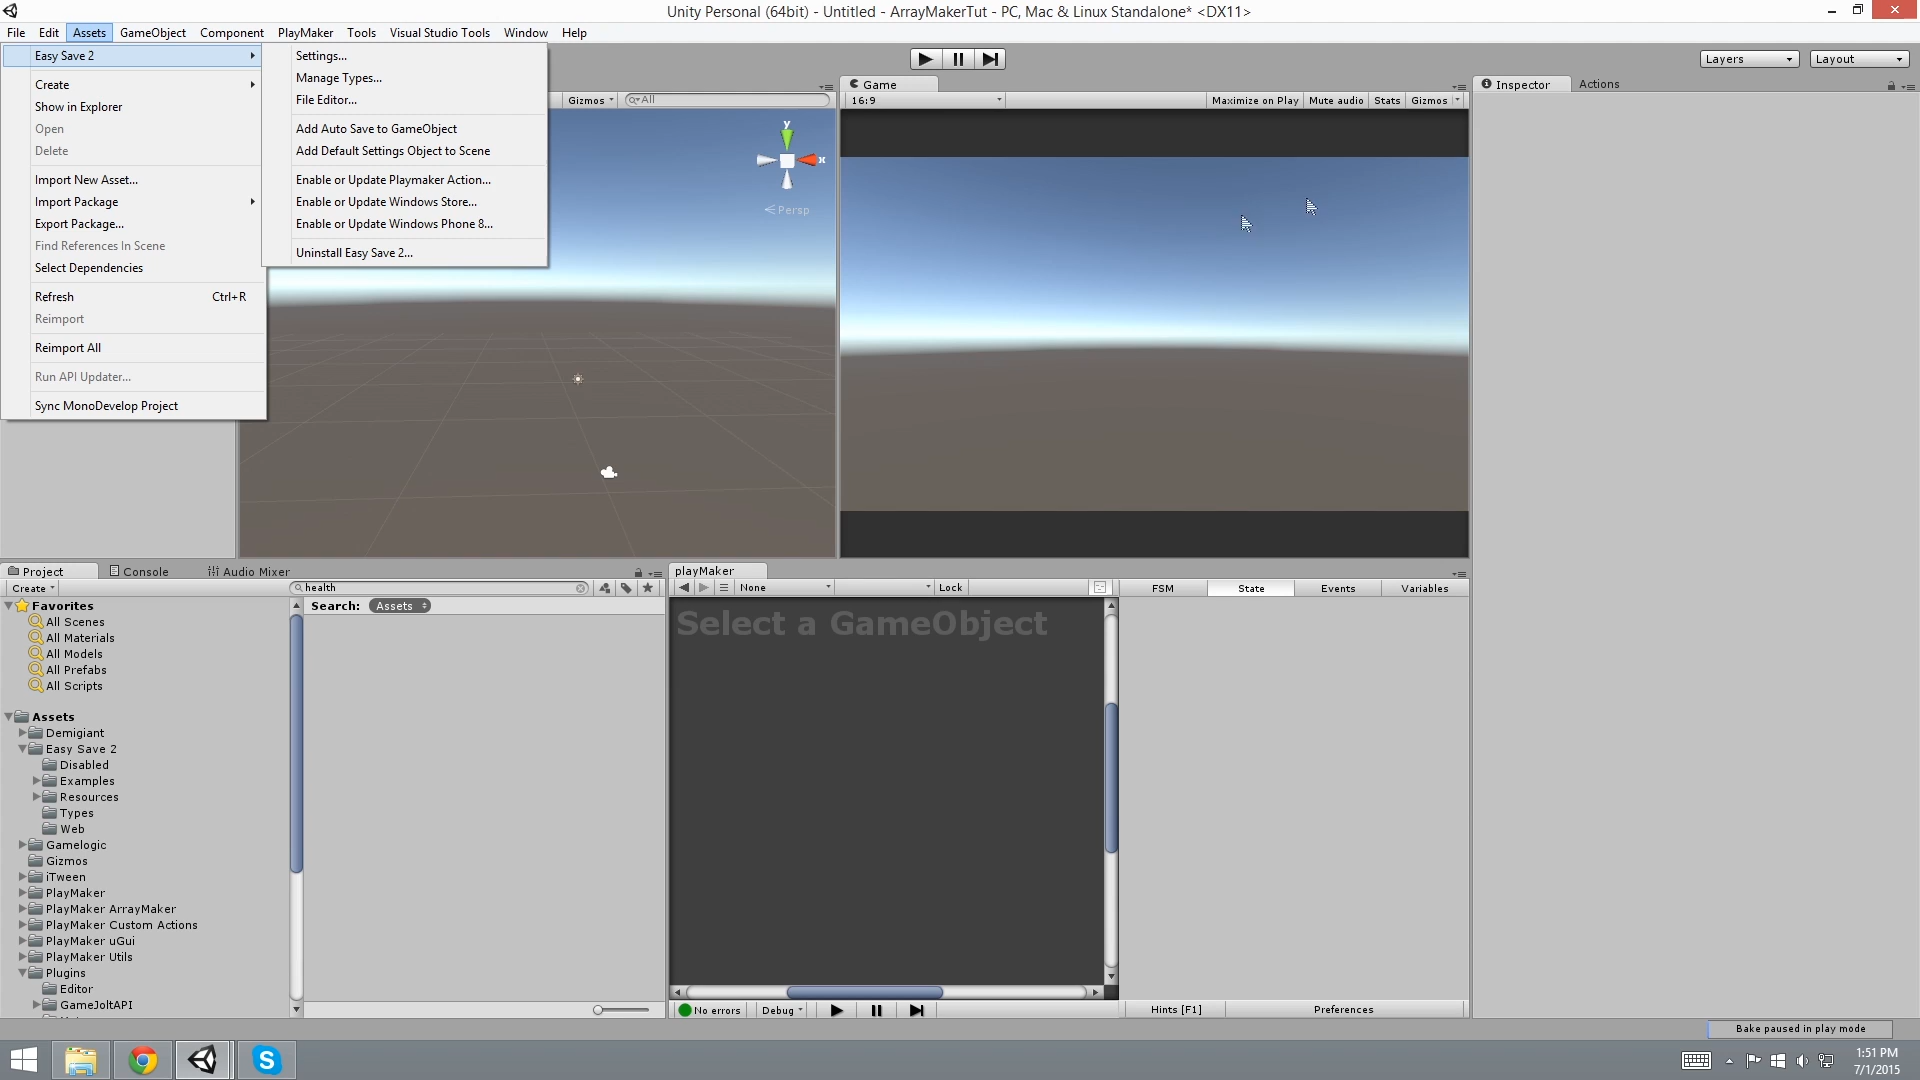 Unity Personal (64bit) - Untitled - ArrayMakerTut - PC, Mac & Linux Standalone* <DX11>
File Edit Assets GameObject Component PlayMaker Tools Visual Studio Tools Window Help
Easy Save 2
Create
Show in Explorer
Open
Delete
Import New Asset...
Import Package
Export Package...
Find References In Scene
Select Dependencies
Refresh Ctrl+R
Reimport
Reimport All
Run API Updater...
Sync MonoDevelop Project
Settings...
Manage Types...
File Editor...
Add Auto Save to GameObject
Add Default Settings Object to Scene
Enable or Update Playmaker Action...
Enable or Update Windows Store...
Enable or Update Windows Phone 8...
Uninstall Easy Save 2...
Layers
Layout
Gizmos
All
y
x
Persp
Game
16:9
Maximize on Play
Mute audio
Stats
Gizmos
Inspector
Actions
Project
Console
Audio Mixer
Create
health
Favorites
All Scenes
All Materials
All Models
All Prefabs
All Scripts
Assets
Demigiant
Easy Save 2
Disabled
Examples
Resources
Types
Web
Gamelogic
Gizmos
iTween
PlayMaker
PlayMaker ArrayMaker
PlayMaker Custom Actions
PlayMaker uGui
PlayMaker Utils
Plugins
Editor
GameJoltAPI
Search: Assets
playMaker
None
Lock
FSM
State
Events
Variables
Select a GameObject
No errors
Debug
Hints [F1]
Preferences
Bake paused in play mode
1:51 PM
7/1/2015